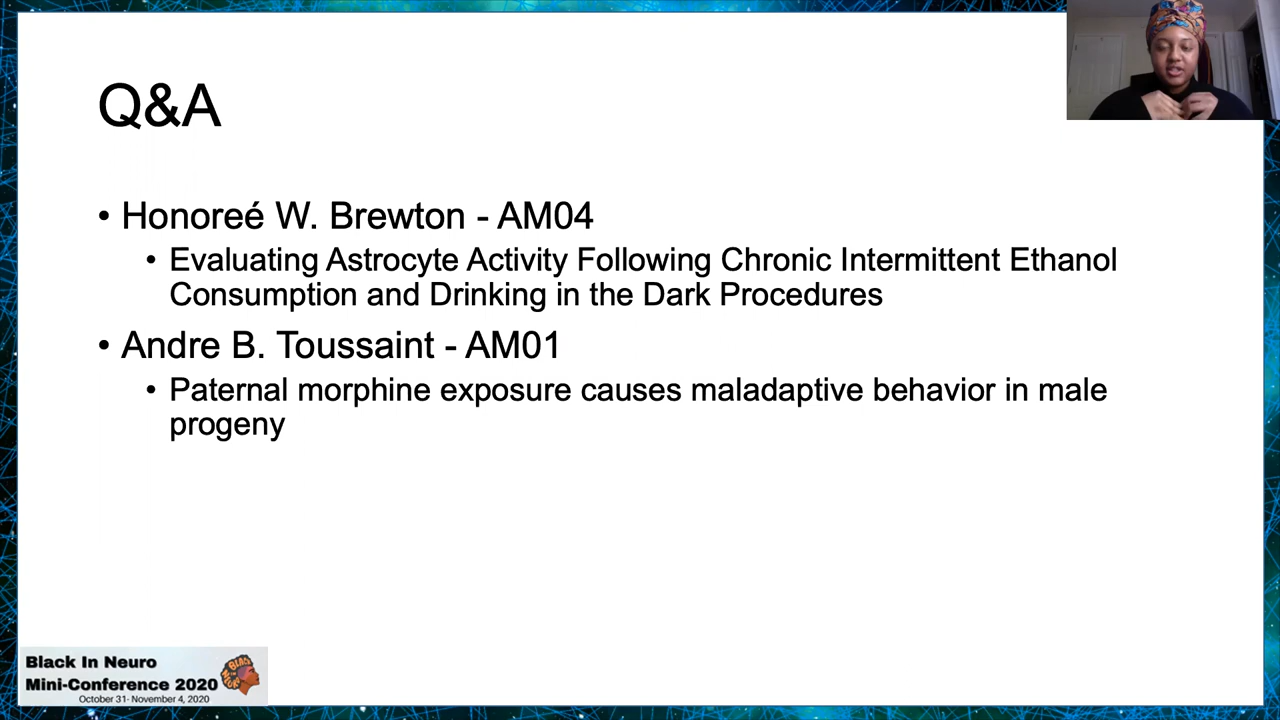 Q&A
• Honoreé W. Brewton - AM04
• Evaluating Astrocyte Activity Following Chronic Intermittent Ethanol
Consumption and Drinking in the Dark Procedures
• Andre B. Toussaint - AM01
• Paternal morphine exposure causes maladaptive behavior in male
progeny
Black In Neuro
Mini-Conference 2020
October 31- November 4, 2020